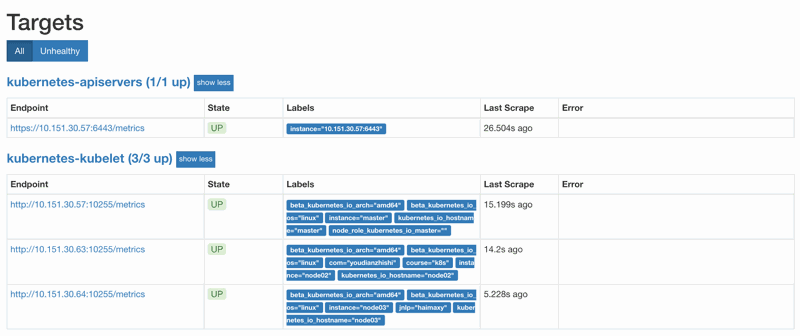 Targets
All Unhealthy
kubernetes-apiservers (1/1 up) show less
Endpoint State Labels Last Scrape Error
https://10.151.30.57:6443/metrics UP instance="10.151.30.57:6443" 26.504s ago
kubernetes-kubelet (3/3 up) show less
Endpoint State Labels Last Scrape Error
http://10.151.30.57:10255/metrics UP beta_kubernetes_io_arch="amd64" beta_kubernetes_io_ 15.199s ago
os="linux" instance="master" kubernetes_io_hostnam
e="master" node_role_kubernetes_io_master=""
http://10.151.30.63:10255/metrics UP beta_kubernetes_io_arch="amd64" beta_kubernetes_io_ 14.2s ago
os="linux" com="youdianzhishi" course="k8s" insta
nce="node02" kubernetes_io_hostname="node02"
http://10.151.30.64:10255/metrics UP beta_kubernetes_io_arch="amd64" beta_kubernetes_io_ 5.228s ago
os="linux" instance="node03" jnlp="haimaxy" kuber
netes_io_hostname="node03"